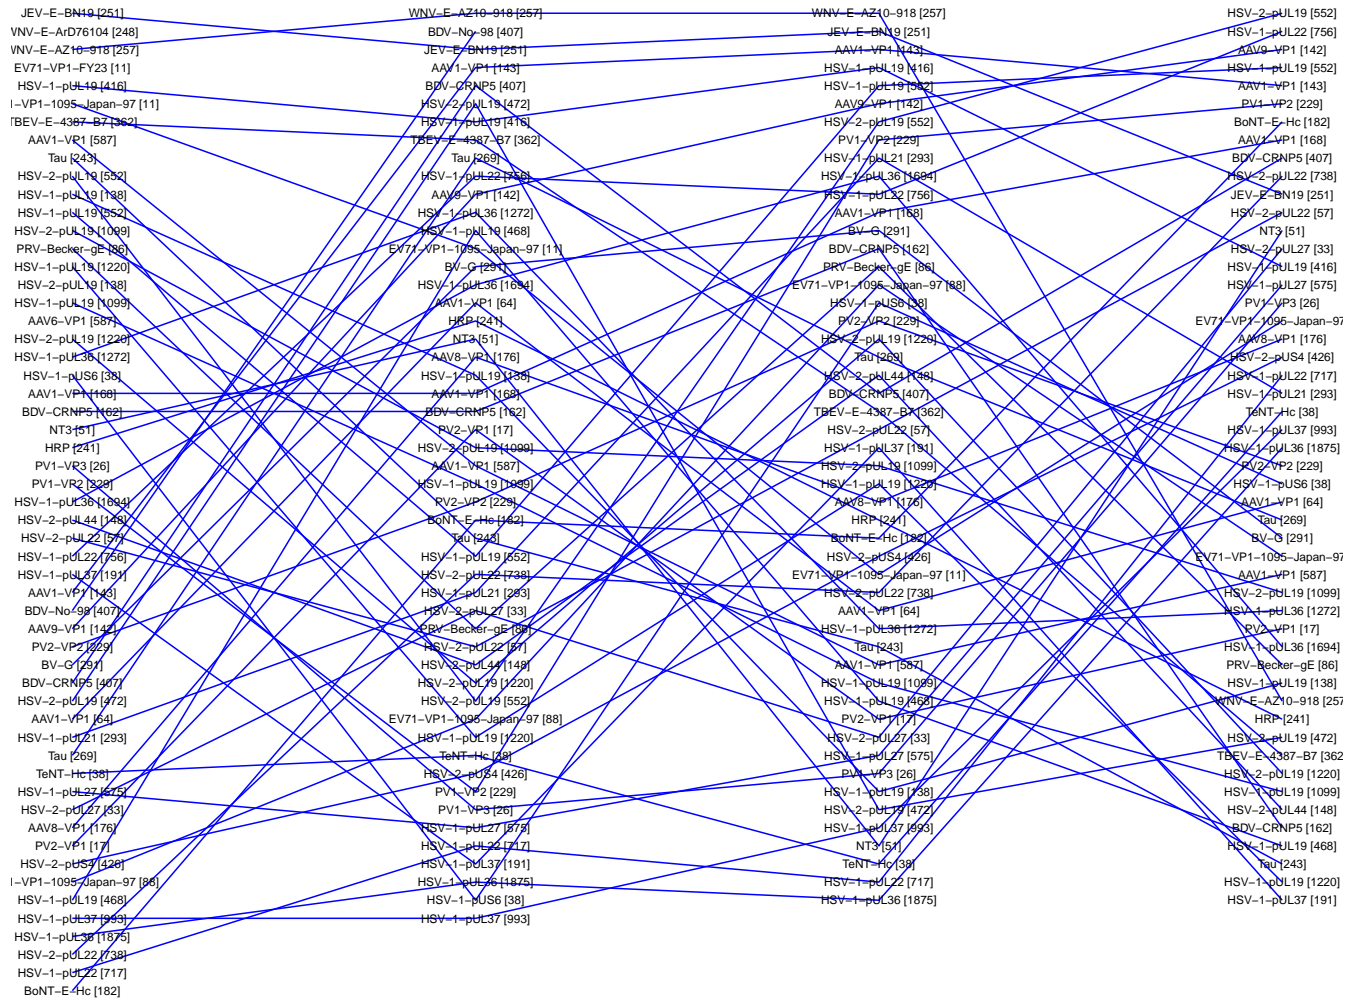 JEV−E−BN19 [251]
WNV−E−ArD76104 [248]
WNV−E−AZ10−918 [257]
EV71−VP1−FY23 [11]
HSV−1−pUL19 [416]
−VP1−1095−Japan−97 [11]
TBEV−E−4387−B7 [362]
AAV1−VP1 [587]
Tau [243]
HSV−2−pUL19 [552]
HSV−1−pUL19 [138]
HSV−1−pUL19 [552]
HSV−2−pUL19 [1099]
PRV−Becker−gE [86]
HSV−1−pUL19 [1220]
HSV−2−pUL19 [138]
HSV−1−pUL19 [1099]
AAV6−VP1 [587]
HSV−2−pUL19 [1220]
HSV−1−pUL36 [1272]
HSV−1−pUS6 [38]
AAV1−VP1 [168]
BDV−CRNP5 [162]
NT3 [51]
HRP [241]
PV1−VP3 [26]
PV1−VP2 [229]
HSV−1−pUL36 [1694]
HSV−2−pUL44 [148]
HSV−2−pUL22 [57]
HSV−1−pUL22 [756]
HSV−1−pUL37 [191]
AAV1−VP1 [143]
BDV−No−98 [407]
AAV9−VP1 [142]
PV2−VP2 [229]
BV−G [291]
BDV−CRNP5 [407]
HSV−2−pUL19 [472]
AAV1−VP1 [64]
HSV−1−pUL21 [293]
Tau [269]
TeNT−Hc [38]
HSV−1−pUL27 [575]
HSV−2−pUL27 [33]
AAV8−VP1 [176]
PV2−VP1 [17]
HSV−2−pUS4 [426]
−VP1−1095−Japan−97 [88]
HSV−1−pUL19 [468]
HSV−1−pUL37 [993]
HSV−1−pUL36 [1875]
HSV−2−pUL22 [738]
HSV−1−pUL22 [717]
BoNT−E−Hc [182]
WNV−E−AZ10−918 [257]
BDV−No−98 [407]
JEV−E−BN19 [251]
AAV1−VP1 [143]
BDV−CRNP5 [407]
HSV−2−pUL19 [472]
HSV−1−pUL19 [416]
TBEV−E−4387−B7 [362]
Tau [269]
HSV−1−pUL22 [756]
AAV9−VP1 [142]
HSV−1−pUL36 [1272]
HSV−1−pUL19 [468]
EV71−VP1−1095−Japan−97 [11]
BV−G [291]
HSV−1−pUL36 [1694]
AAV1−VP1 [64]
HRP [241]
NT3 [51]
AAV8−VP1 [176]
HSV−1−pUL19 [138]
AAV1−VP1 [168]
BDV−CRNP5 [162]
PV2−VP1 [17]
HSV−2−pUL19 [1099]
AAV1−VP1 [587]
HSV−1−pUL19 [1099]
PV2−VP2 [229]
BoNT−E−Hc [182]
Tau [243]
HSV−1−pUL19 [552]
HSV−2−pUL22 [738]
HSV−1−pUL21 [293]
HSV−2−pUL27 [33]
PRV−Becker−gE [86]
HSV−2−pUL22 [57]
HSV−2−pUL44 [148]
HSV−2−pUL19 [1220]
HSV−2−pUL19 [552]
EV71−VP1−1095−Japan−97 [88]
HSV−1−pUL19 [1220]
TeNT−Hc [38]
HSV−2−pUS4 [426]
PV1−VP2 [229]
PV1−VP3 [26]
HSV−1−pUL27 [575]
HSV−1−pUL22 [717]
HSV−1−pUL37 [191]
HSV−1−pUL36 [1875]
HSV−1−pUS6 [38]
HSV−1−pUL37 [993]
WNV−E−AZ10−918 [257]
JEV−E−BN19 [251]
AAV1−VP1 [143]
HSV−1−pUL19 [416]
HSV−1−pUL19 [552]
AAV9−VP1 [142]
HSV−2−pUL19 [552]
PV1−VP2 [229]
HSV−1−pUL21 [293]
HSV−1−pUL36 [1694]
HSV−1−pUL22 [756]
AAV1−VP1 [168]
BV−G [291]
BDV−CRNP5 [162]
PRV−Becker−gE [86]
EV71−VP1−1095−Japan−97 [88]
HSV−1−pUS6 [38]
PV2−VP2 [229]
HSV−2−pUL19 [1220]
Tau [269]
HSV−2−pUL44 [148]
BDV−CRNP5 [407]
TBEV−E−4387−B7 [362]
HSV−2−pUL22 [57]
HSV−1−pUL37 [191]
HSV−2−pUL19 [1099]
HSV−1−pUL19 [1220]
AAV8−VP1 [176]
HRP [241]
BoNT−E−Hc [182]
HSV−2−pUS4 [426]
EV71−VP1−1095−Japan−97 [11]
HSV−2−pUL22 [738]
AAV1−VP1 [64]
HSV−1−pUL36 [1272]
Tau [243]
AAV1−VP1 [587]
HSV−1−pUL19 [1099]
HSV−1−pUL19 [468]
PV2−VP1 [17]
HSV−2−pUL27 [33]
HSV−1−pUL27 [575]
PV1−VP3 [26]
HSV−1−pUL19 [138]
HSV−2−pUL19 [472]
HSV−1−pUL37 [993]
NT3 [51]
TeNT−Hc [38]
HSV−1−pUL22 [717]
HSV−1−pUL36 [1875]
HSV−2−pUL19 [552]
HSV−1−pUL22 [756]
AAV9−VP1 [142]
HSV−1−pUL19 [552]
AAV1−VP1 [143]
PV1−VP2 [229]
BoNT−E−Hc [182]
AAV1−VP1 [168]
BDV−CRNP5 [407]
HSV−2−pUL22 [738]
JEV−E−BN19 [251]
HSV−2−pUL22 [57]
NT3 [51]
HSV−2−pUL27 [33]
HSV−1−pUL19 [416]
HSV−1−pUL27 [575]
PV1−VP3 [26]
EV71−VP1−1095−Japan−97
AAV8−VP1 [176]
HSV−2−pUS4 [426]
HSV−1−pUL22 [717]
HSV−1−pUL21 [293]
TeNT−Hc [38]
HSV−1−pUL37 [993]
HSV−1−pUL36 [1875]
PV2−VP2 [229]
HSV−1−pUS6 [38]
AAV1−VP1 [64]
Tau [269]
BV−G [291]
EV71−VP1−1095−Japan−97
AAV1−VP1 [587]
HSV−2−pUL19 [1099]
HSV−1−pUL36 [1272]
PV2−VP1 [17]
HSV−1−pUL36 [1694]
PRV−Becker−gE [86]
HSV−1−pUL19 [138]
WNV−E−AZ10−918 [257
HRP [241]
HSV−2−pUL19 [472]
TBEV−E−4387−B7 [362
HSV−2−pUL19 [1220]
HSV−1−pUL19 [1099]
HSV−2−pUL44 [148]
BDV−CRNP5 [162]
HSV−1−pUL19 [468]
Tau [243]
HSV−1−pUL19 [1220]
HSV−1−pUL37 [191]